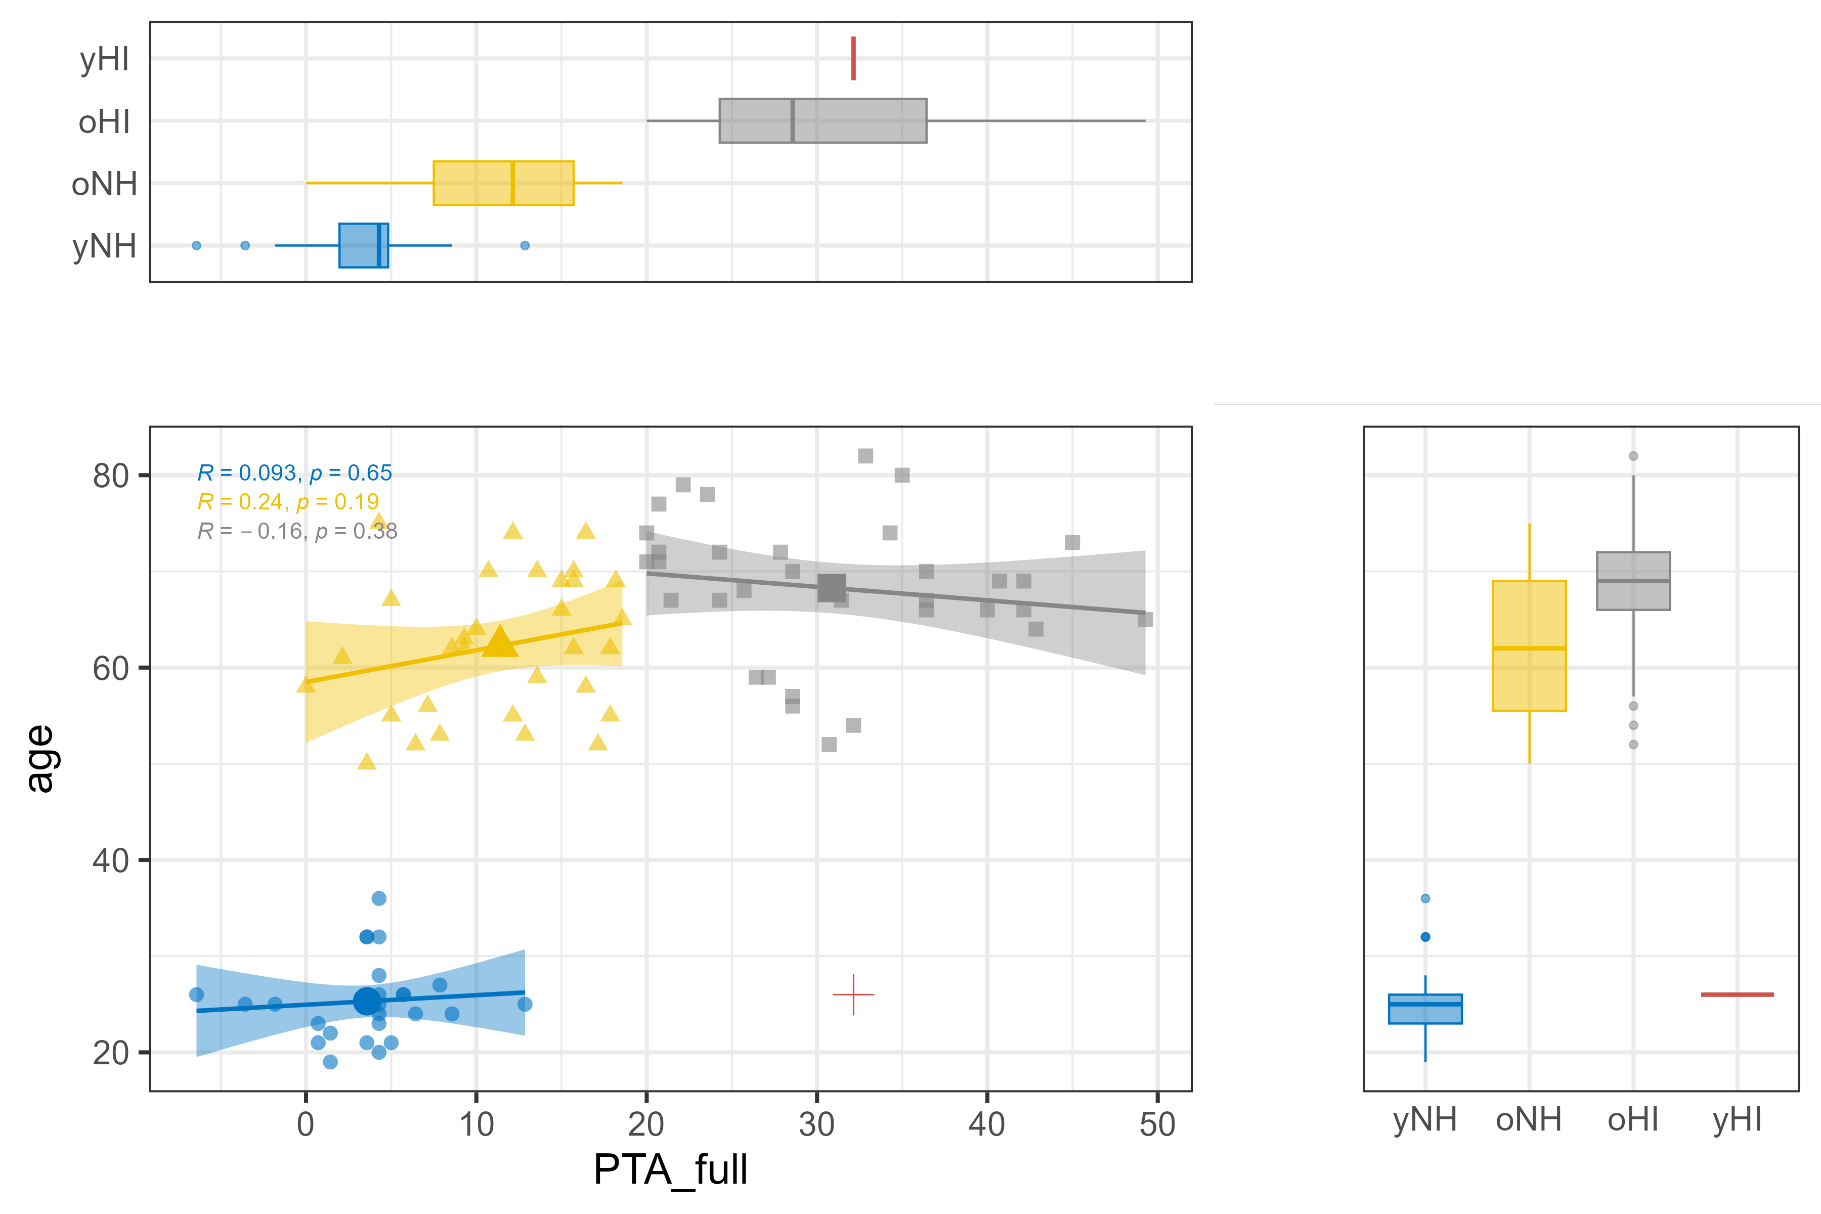 yHI
oHI
oNH
yNH
R = 0.093, p = 0.65
R = 0.24, p = 0.19
R = − 0.16, p = 0.38
80
60
40
20
age
0 10 20 30 40 50
PTA_full
yNH oNH oHI yHI